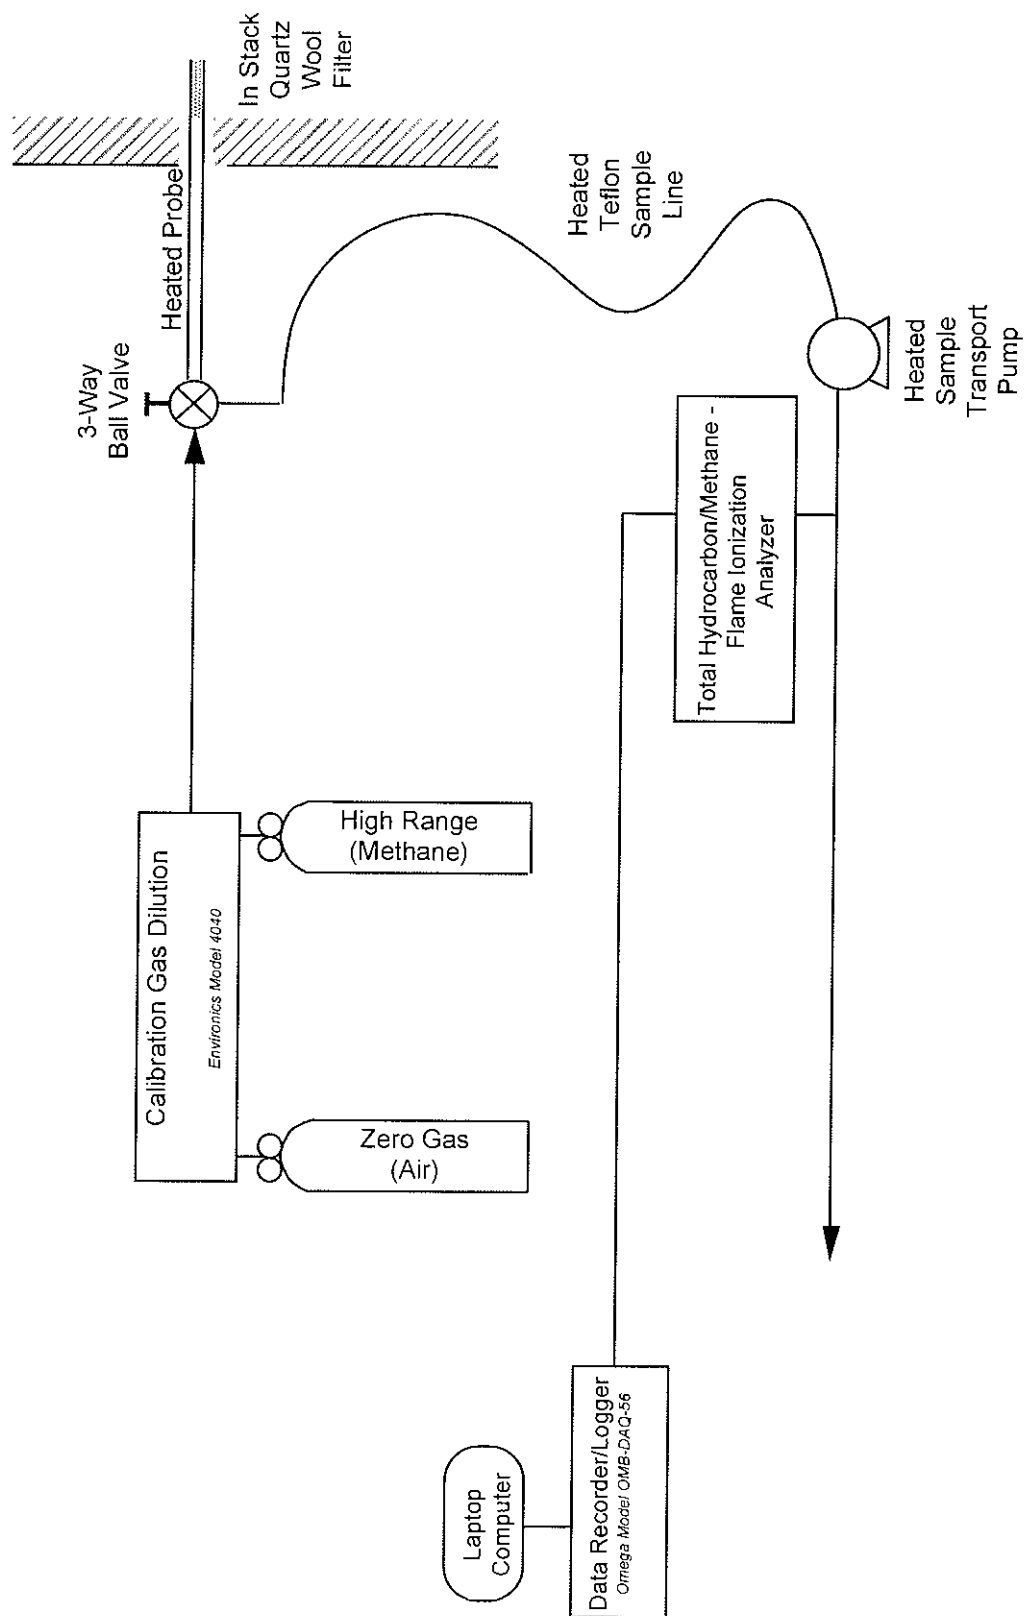 In Stack
Quartz
Wool
Filter
Heated Probe
3-Way
Ball Valve
Heated
Teflon
Sample
Line
Heated
Sample
Transport
Pump
Calibration Gas Dilution
Environics Model 4040
High Range
(Methane)
Zero Gas
(Air)
Total Hydrocarbon/Methane -
Flame Ionization
Analyzer
Laptop
Computer
Data Recorder/Logger
Omega Model OMB-DAQ-56